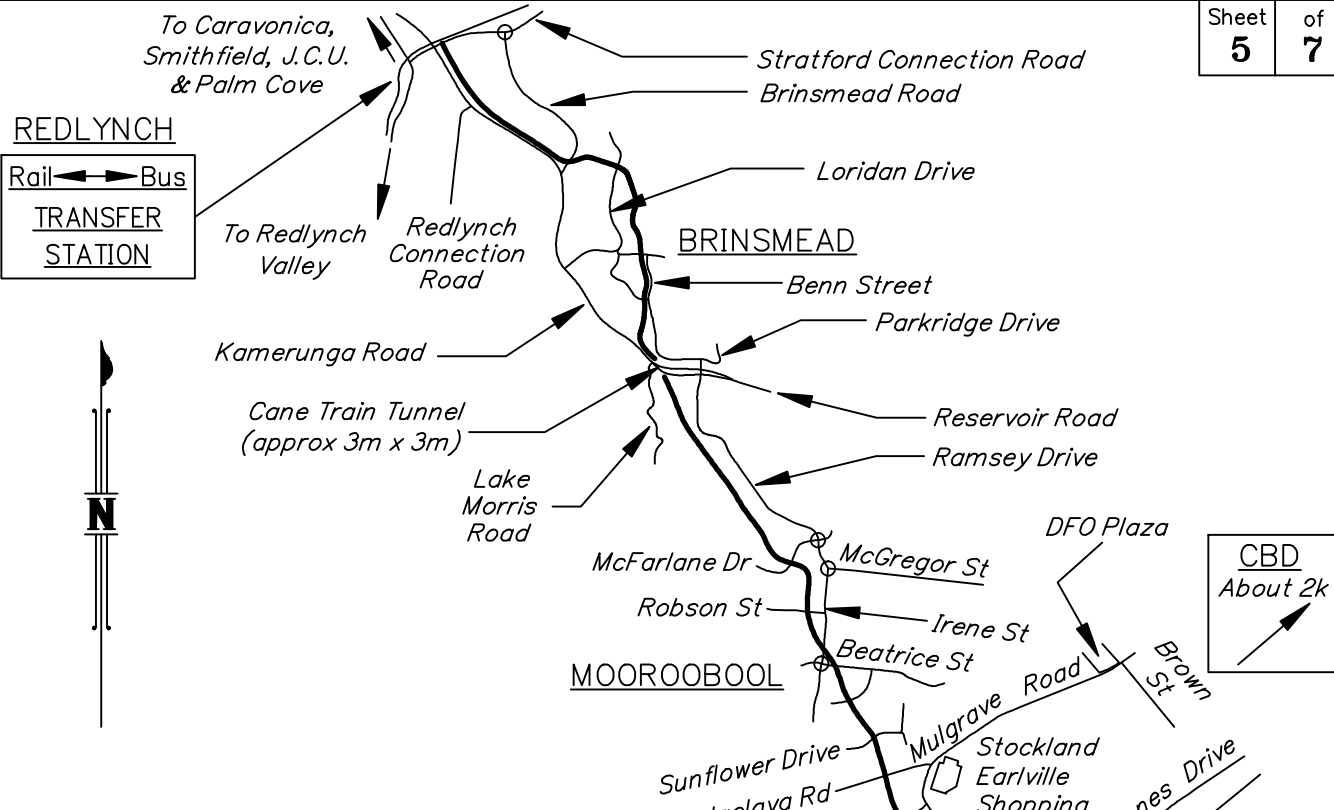 To Caravonica,
Smithfield, J.C.U.
& Palm Cove
Sheet
5
of
7
Stratford Connection Road
Brinsmead Road
REDLYNCH
Rail Bus
TRANSFER
STATION
Loridan Drive
To Redlynch
Valley
Redlynch
Connection
Road
BRINSMEAD
Benn Street
Parkridge Drive
Kamerunga Road
Cane Train Tunnel
(approx 3m x 3m)
Reservoir Road
Ramsey Drive
Lake
Morris
Road
N
DFO Plaza
McFarlane Dr
McGregor St
CBD
About 2k
Robson St
Irene St
Beatrice St
MOOROOBOOL
Brown
St
Mulgrave Road
Sunflower Drive
Stockland
Earlville
Shopping
Rd
Drive